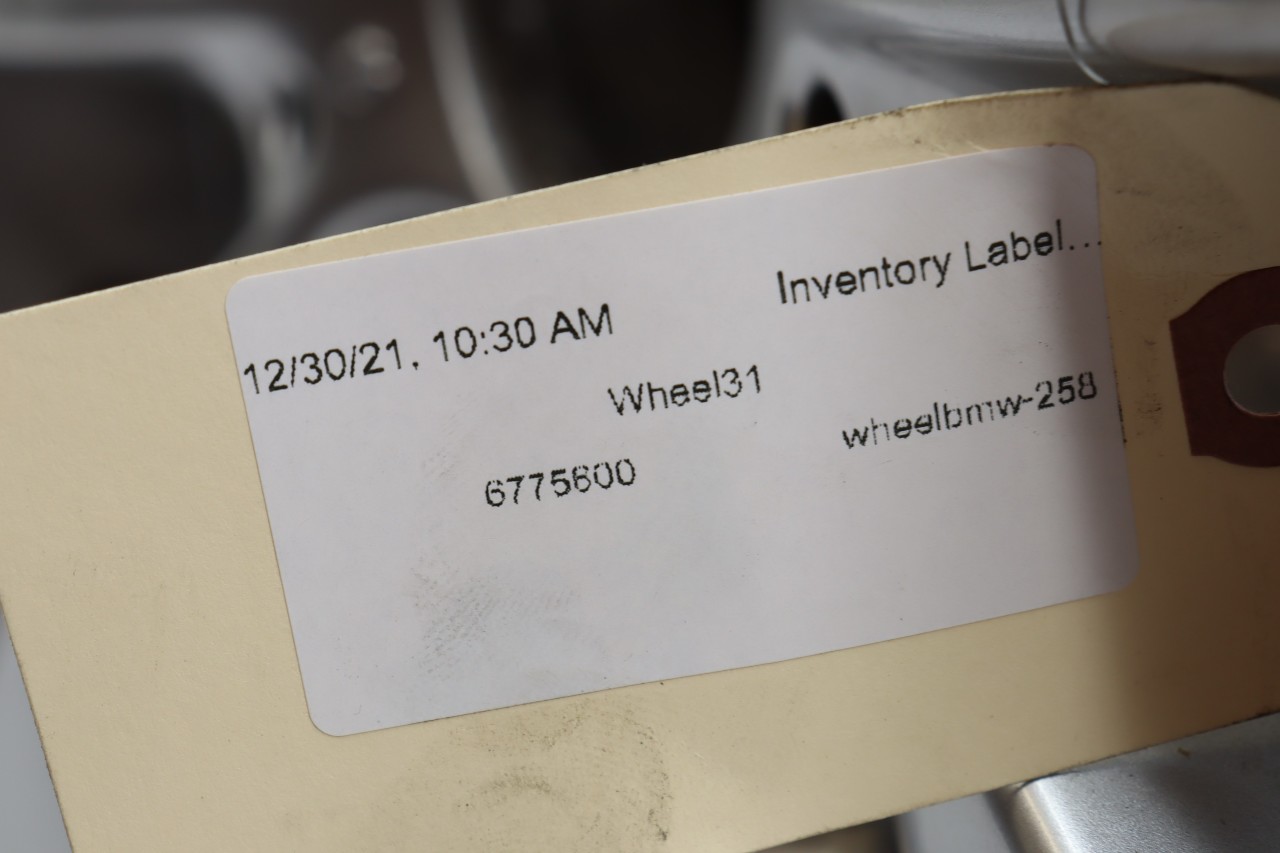 12/30/21, 10:30 AM
Inventory Label...
Wheel31
wheelbmw-258
6775600